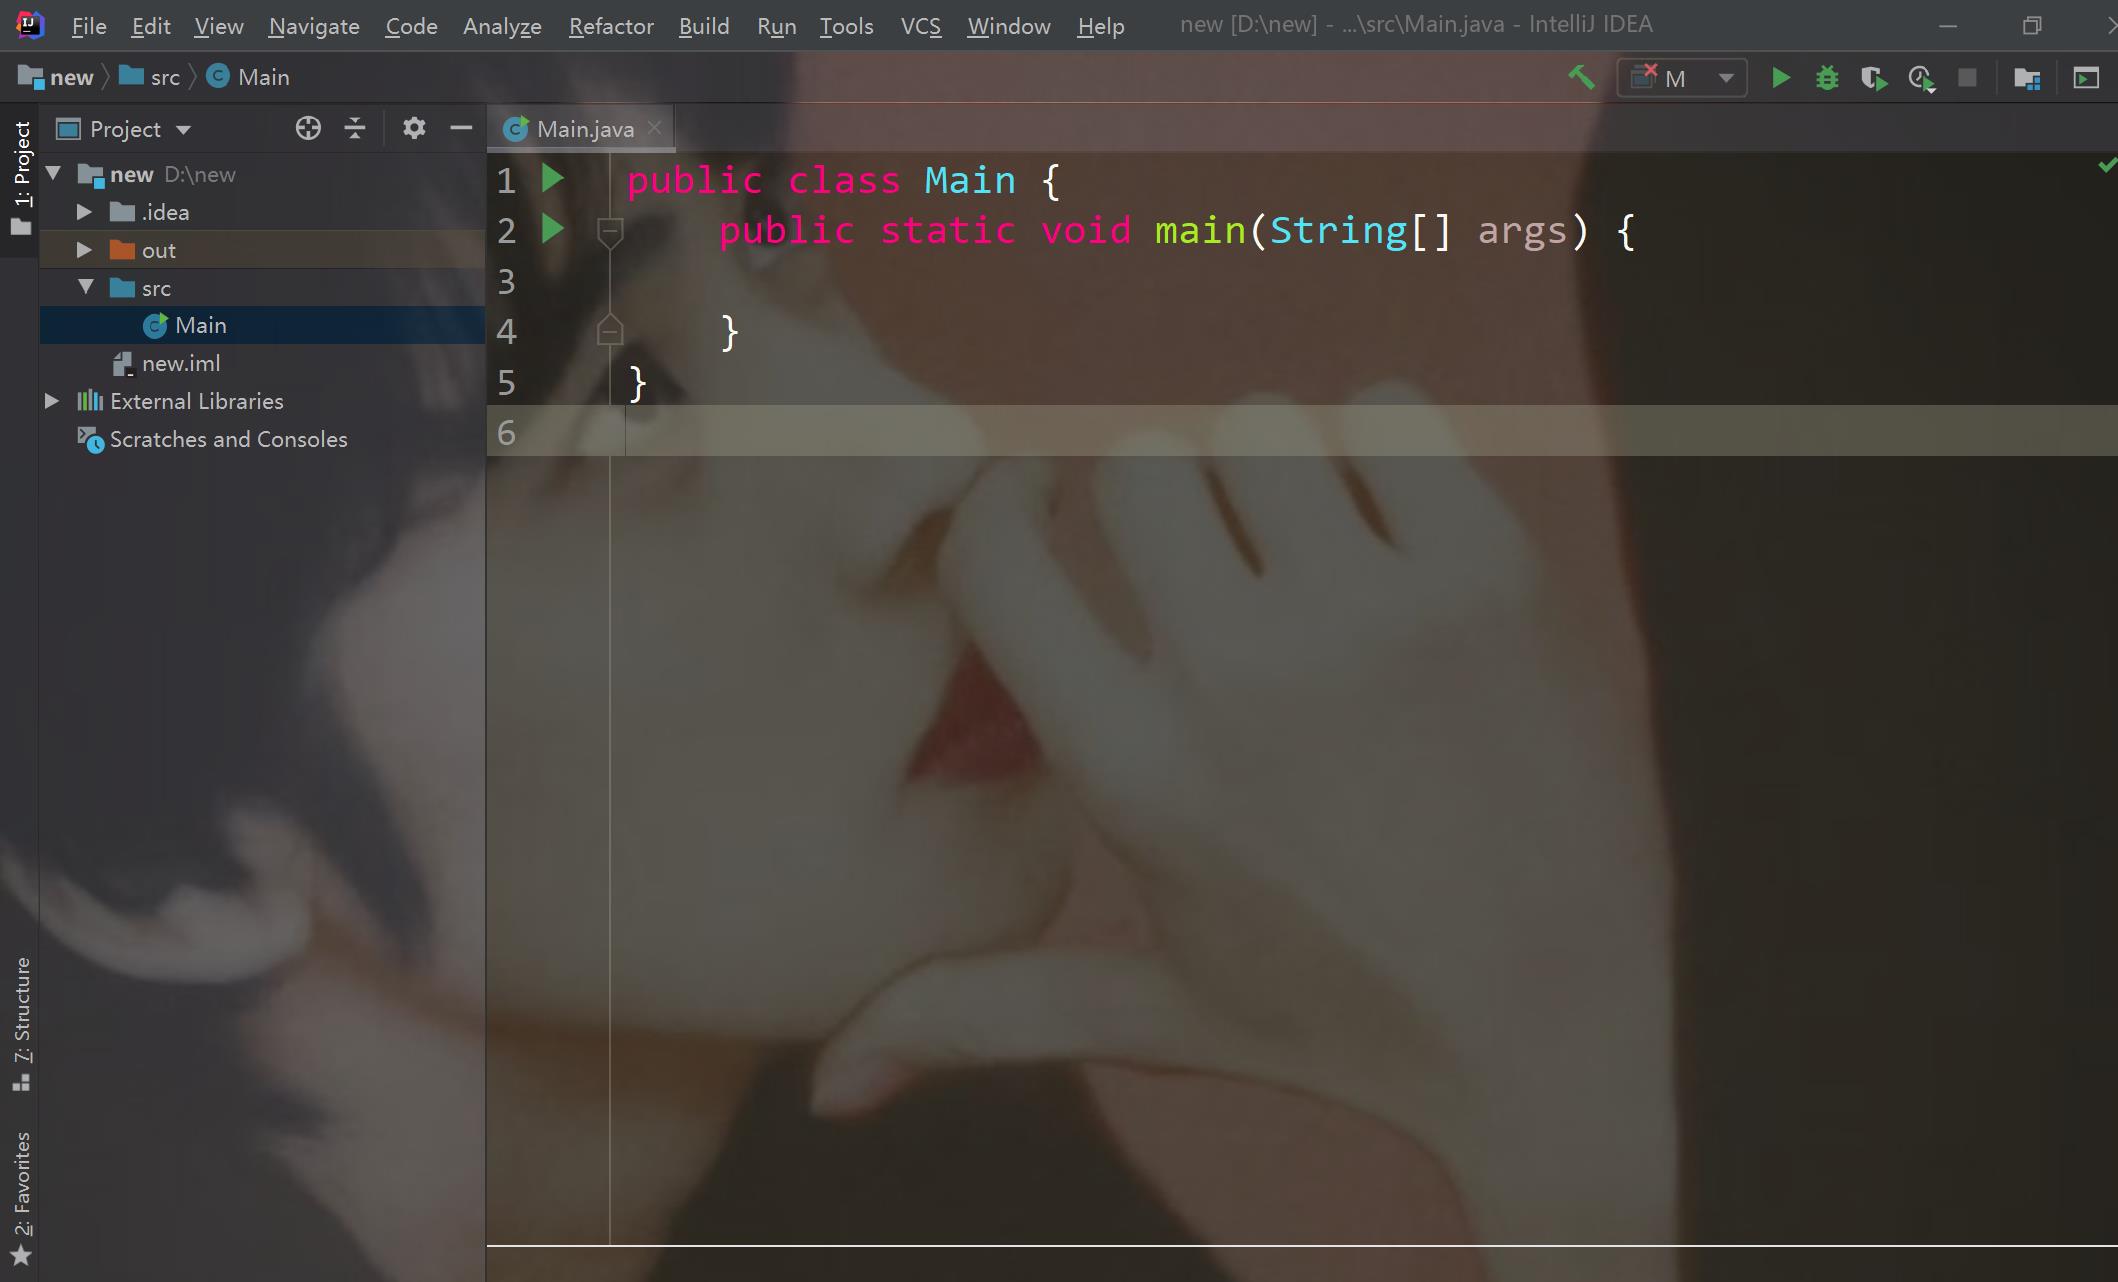 File Edit View Navigate Code Analyze Refactor Build Run Tools VCS Window Help new [D:\new] - ...\src\Main.java - IntelliJ IDEA
new src Main
M
1: Project
Project
Main.java
new D:\new
.idea
out
src
Main
new.iml
External Libraries
Scratches and Consoles
1 public class Main {
2 public static void main(String[] args) {
3
4 }
5 }
6
7: Structure
2: Favorites